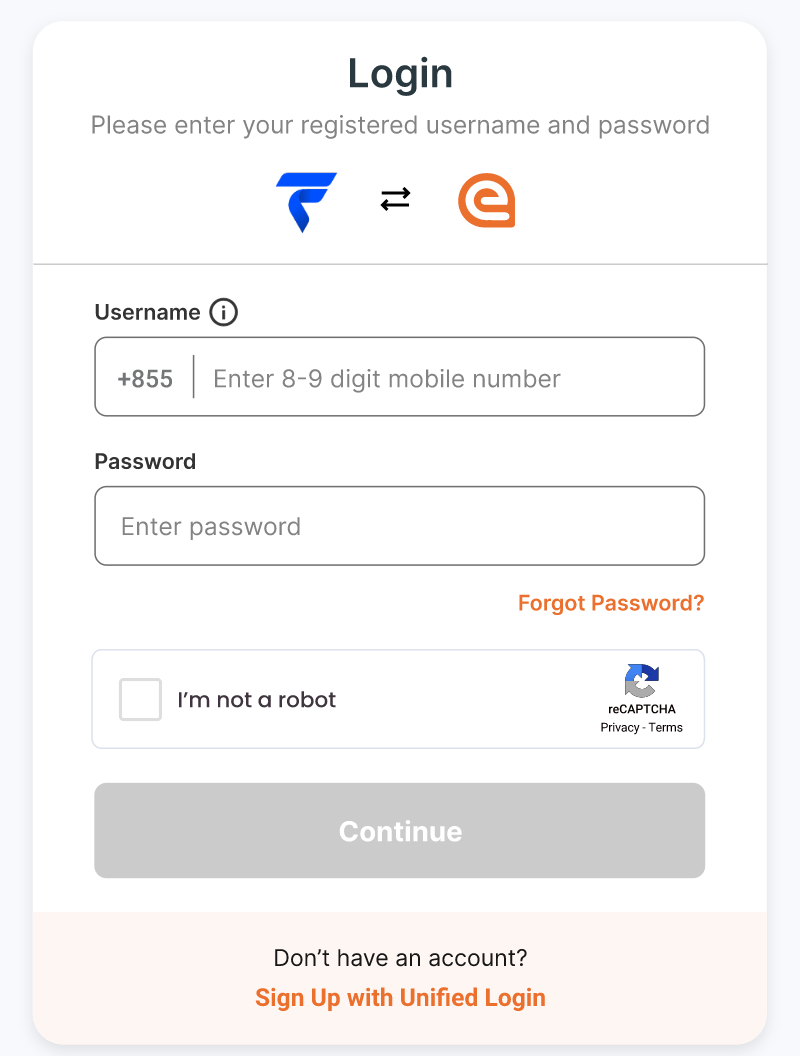 Login
Please enter your registered username and password
Username
+855 Enter 8-9 digit mobile number
Password
Enter password
Forgot Password?
I’m not a robot
reCAPTCHA
Privacy - Terms
Continue
Don’t have an account?
Sign Up with Unified Login